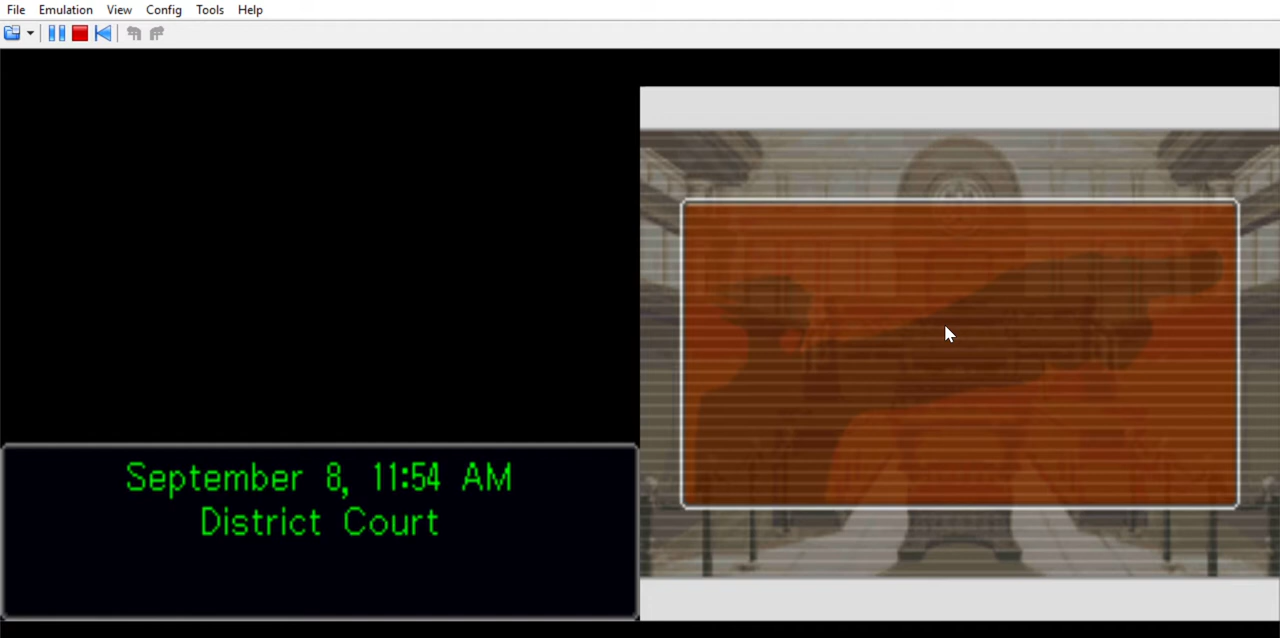 File Emulation View Config Tools Help
September 8, 11:54 AM
District Court